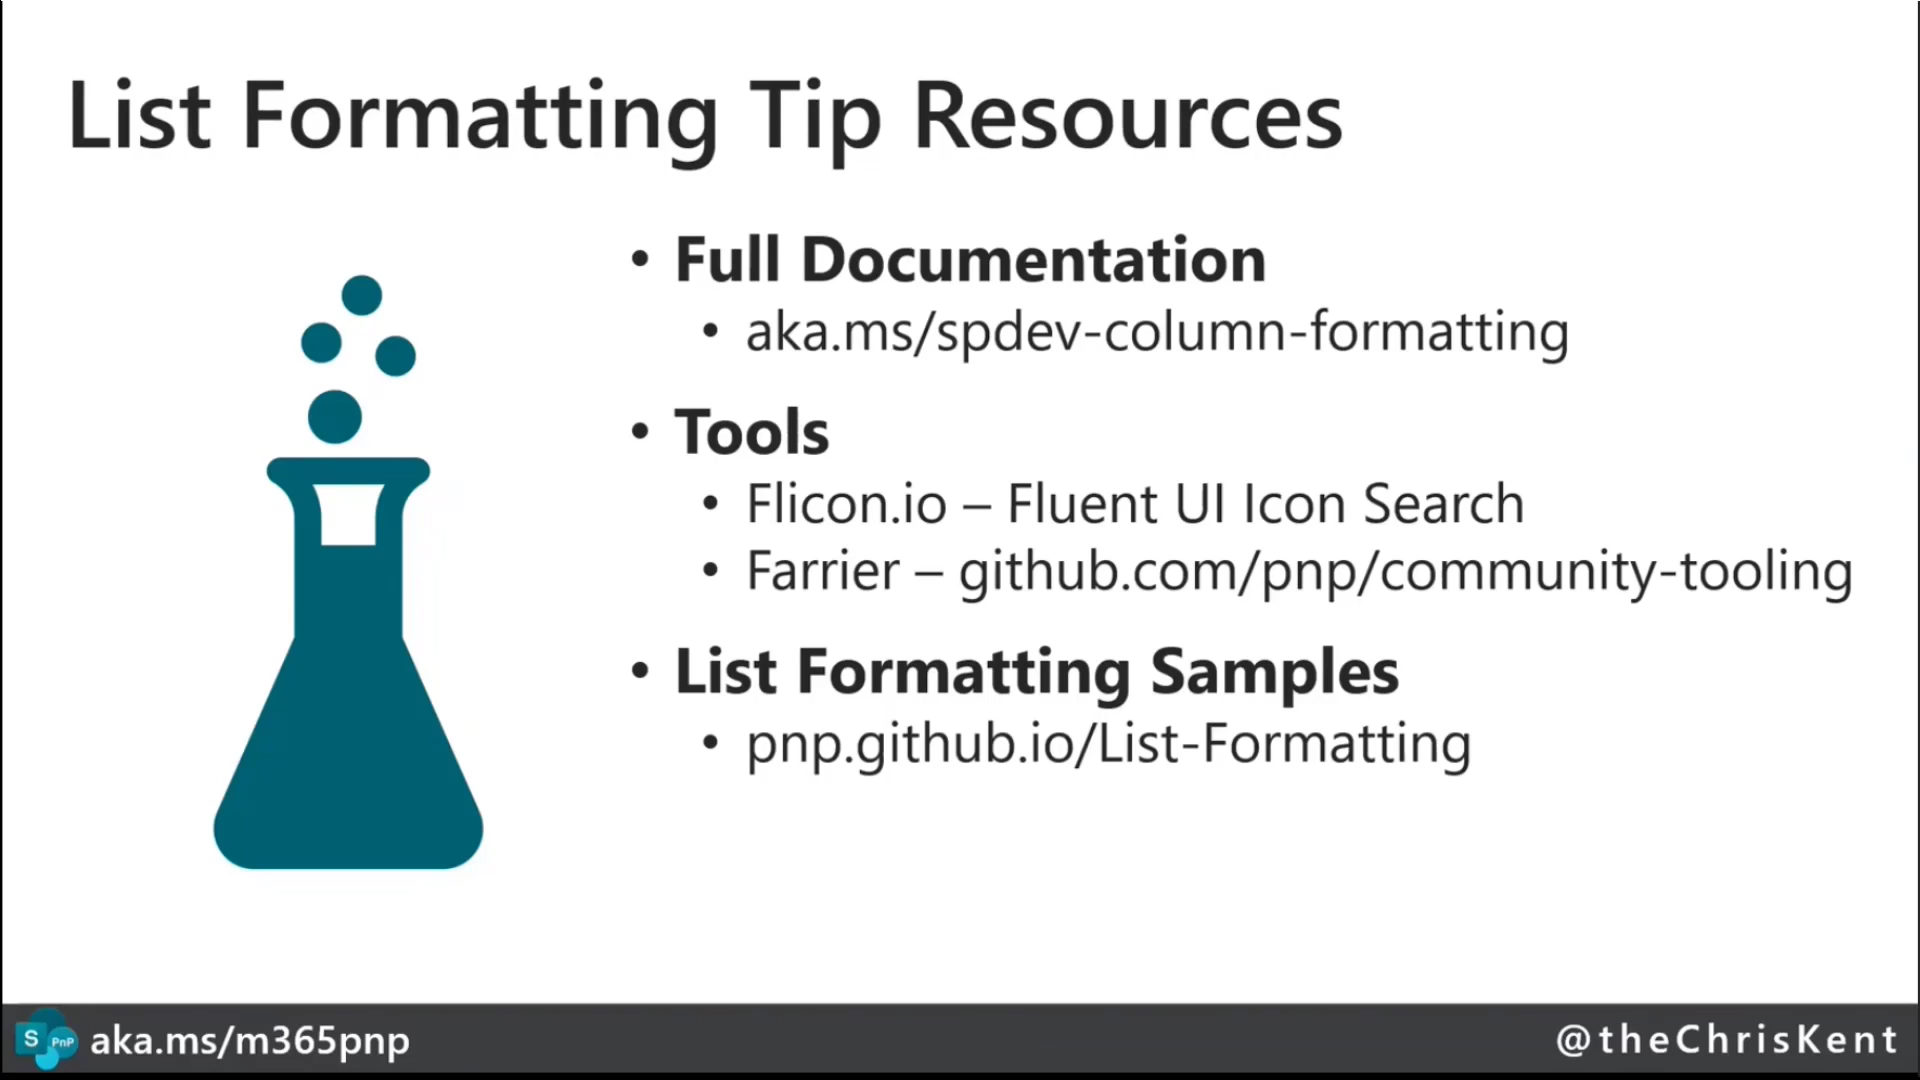 List Formatting Tip Resources
• Full Documentation
• aka.ms/spdev-column-formatting
• Tools
• Flicon.io – Fluent UI Icon Search
• Farrier – github.com/pnp/community-tooling
• List Formatting Samples
• pnp.github.io/List-Formatting
S PnP aka.ms/m365pnp
@theChrisKent